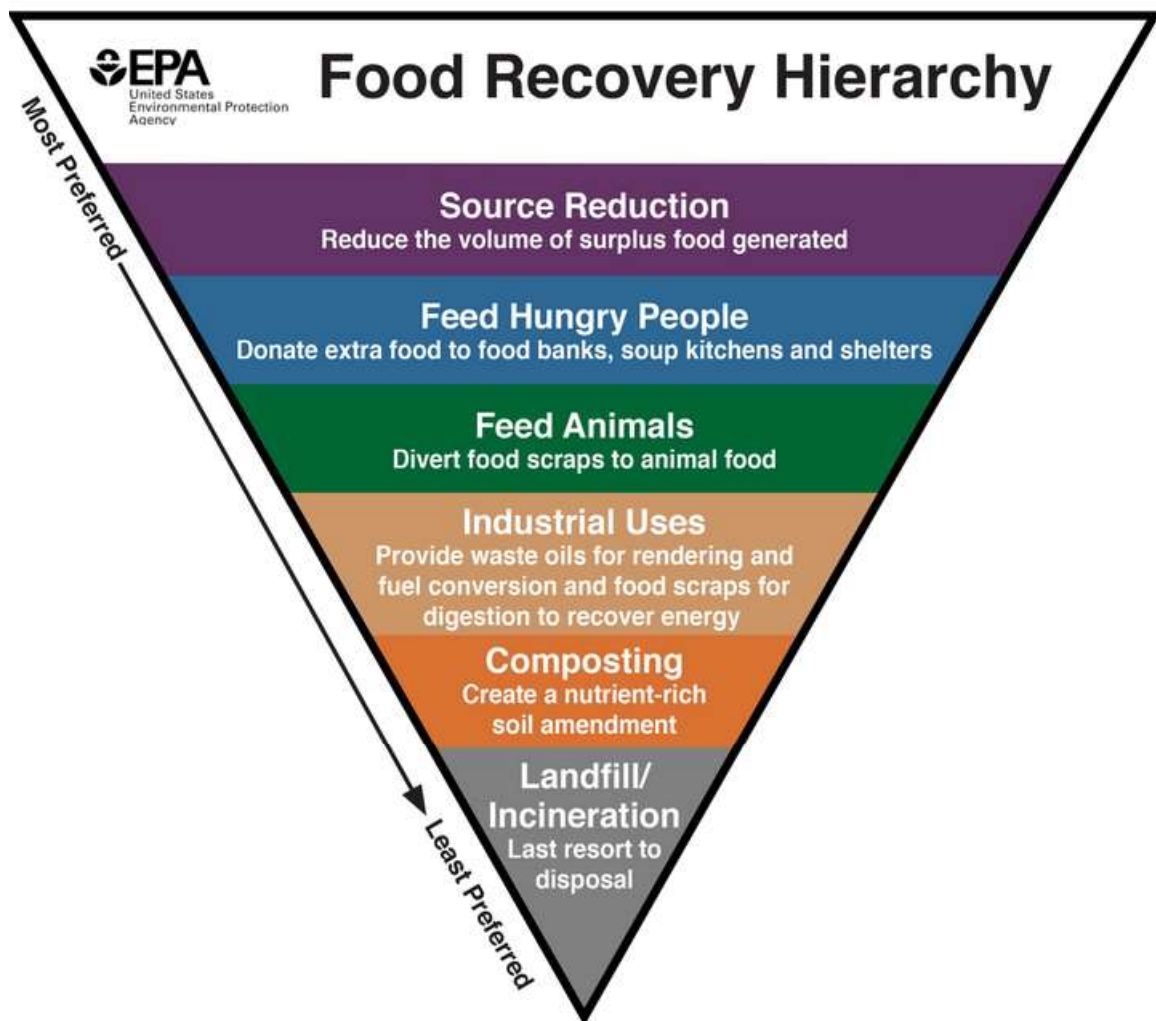 EPA
United States
Environmental Protection
Agency
Food Recovery Hierarchy
Most Preferred
Source Reduction
Reduce the volume of surplus food generated
Feed Hungry People
Donate extra food to food banks, soup kitchens and shelters
Feed Animals
Divert food scraps to animal food
Industrial Uses
Provide waste oils for rendering and
fuel conversion and food scraps for
digestion to recover energy
Composting
Create a nutrient-rich
soil amendment
Landfill/
Incineration
Last resort to
disposal
Least Preferred